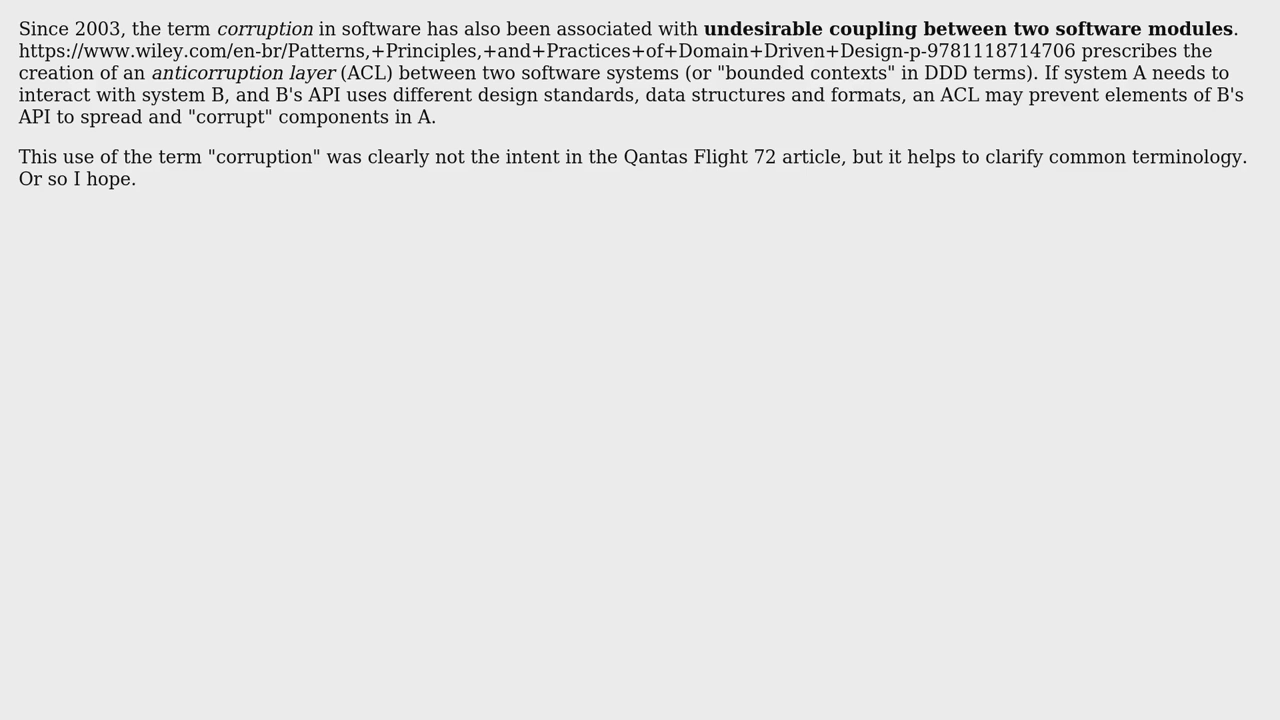 Since 2003, the term corruption in software has also been associated with undesirable coupling between two software modules.
https://www.wiley.com/en-br/Patterns,+Principles,+and+Practices+of+Domain+Driven+Design-p-9781118714706 prescribes the
creation of an anticorruption layer (ACL) between two software systems (or "bounded contexts" in DDD terms). If system A needs to
interact with system B, and B's API uses different design standards, data structures and formats, an ACL may prevent elements of B's
API to spread and "corrupt" components in A.
This use of the term "corruption" was clearly not the intent in the Qantas Flight 72 article, but it helps to clarify common terminology.
Or so I hope.